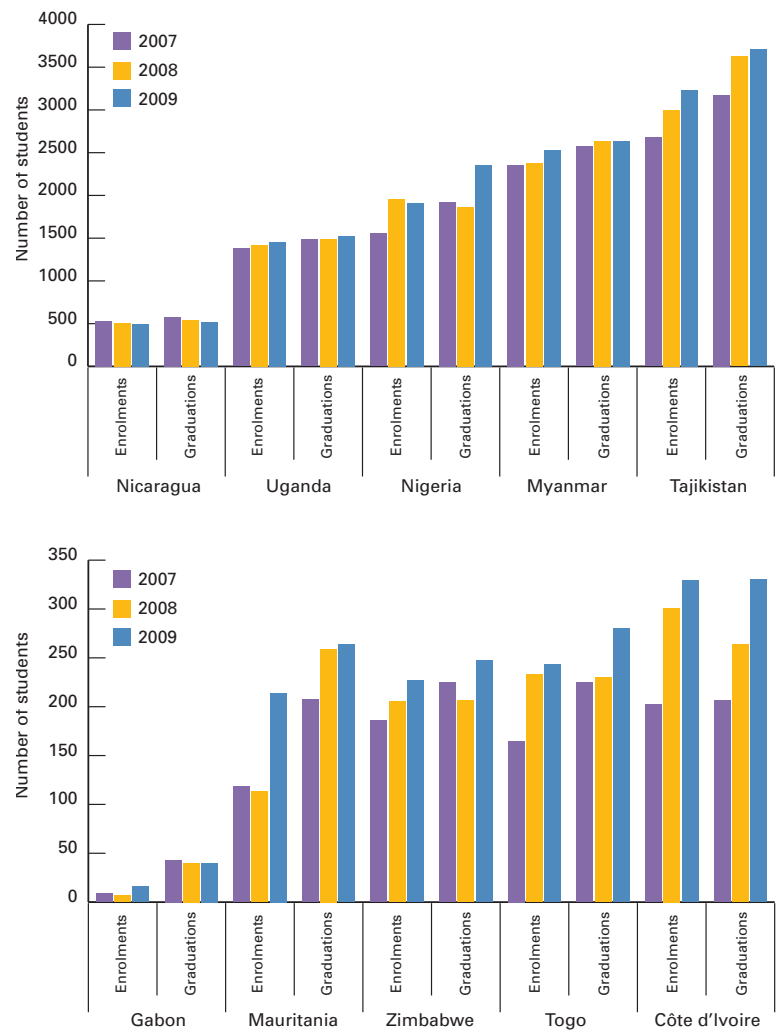 4000
3500
3000
2500
2000
1500
1000
500
0
Number of students
2007
2008
2009
Enrolments
Graduations
Enrolments
Graduations
Enrolments
Graduations
Enrolments
Graduations
Enrolments
Graduations
Nicaragua Uganda Nigeria Myanmar Tajikistan
350
300
250
200
150
100
50
0
Number of students
2007
2008
2009
Enrolments
Graduations
Enrolments
Graduations
Enrolments
Graduations
Enrolments
Graduations
Enrolments
Graduations
Gabon Mauritania Zimbabwe Togo Côte d'Ivoire